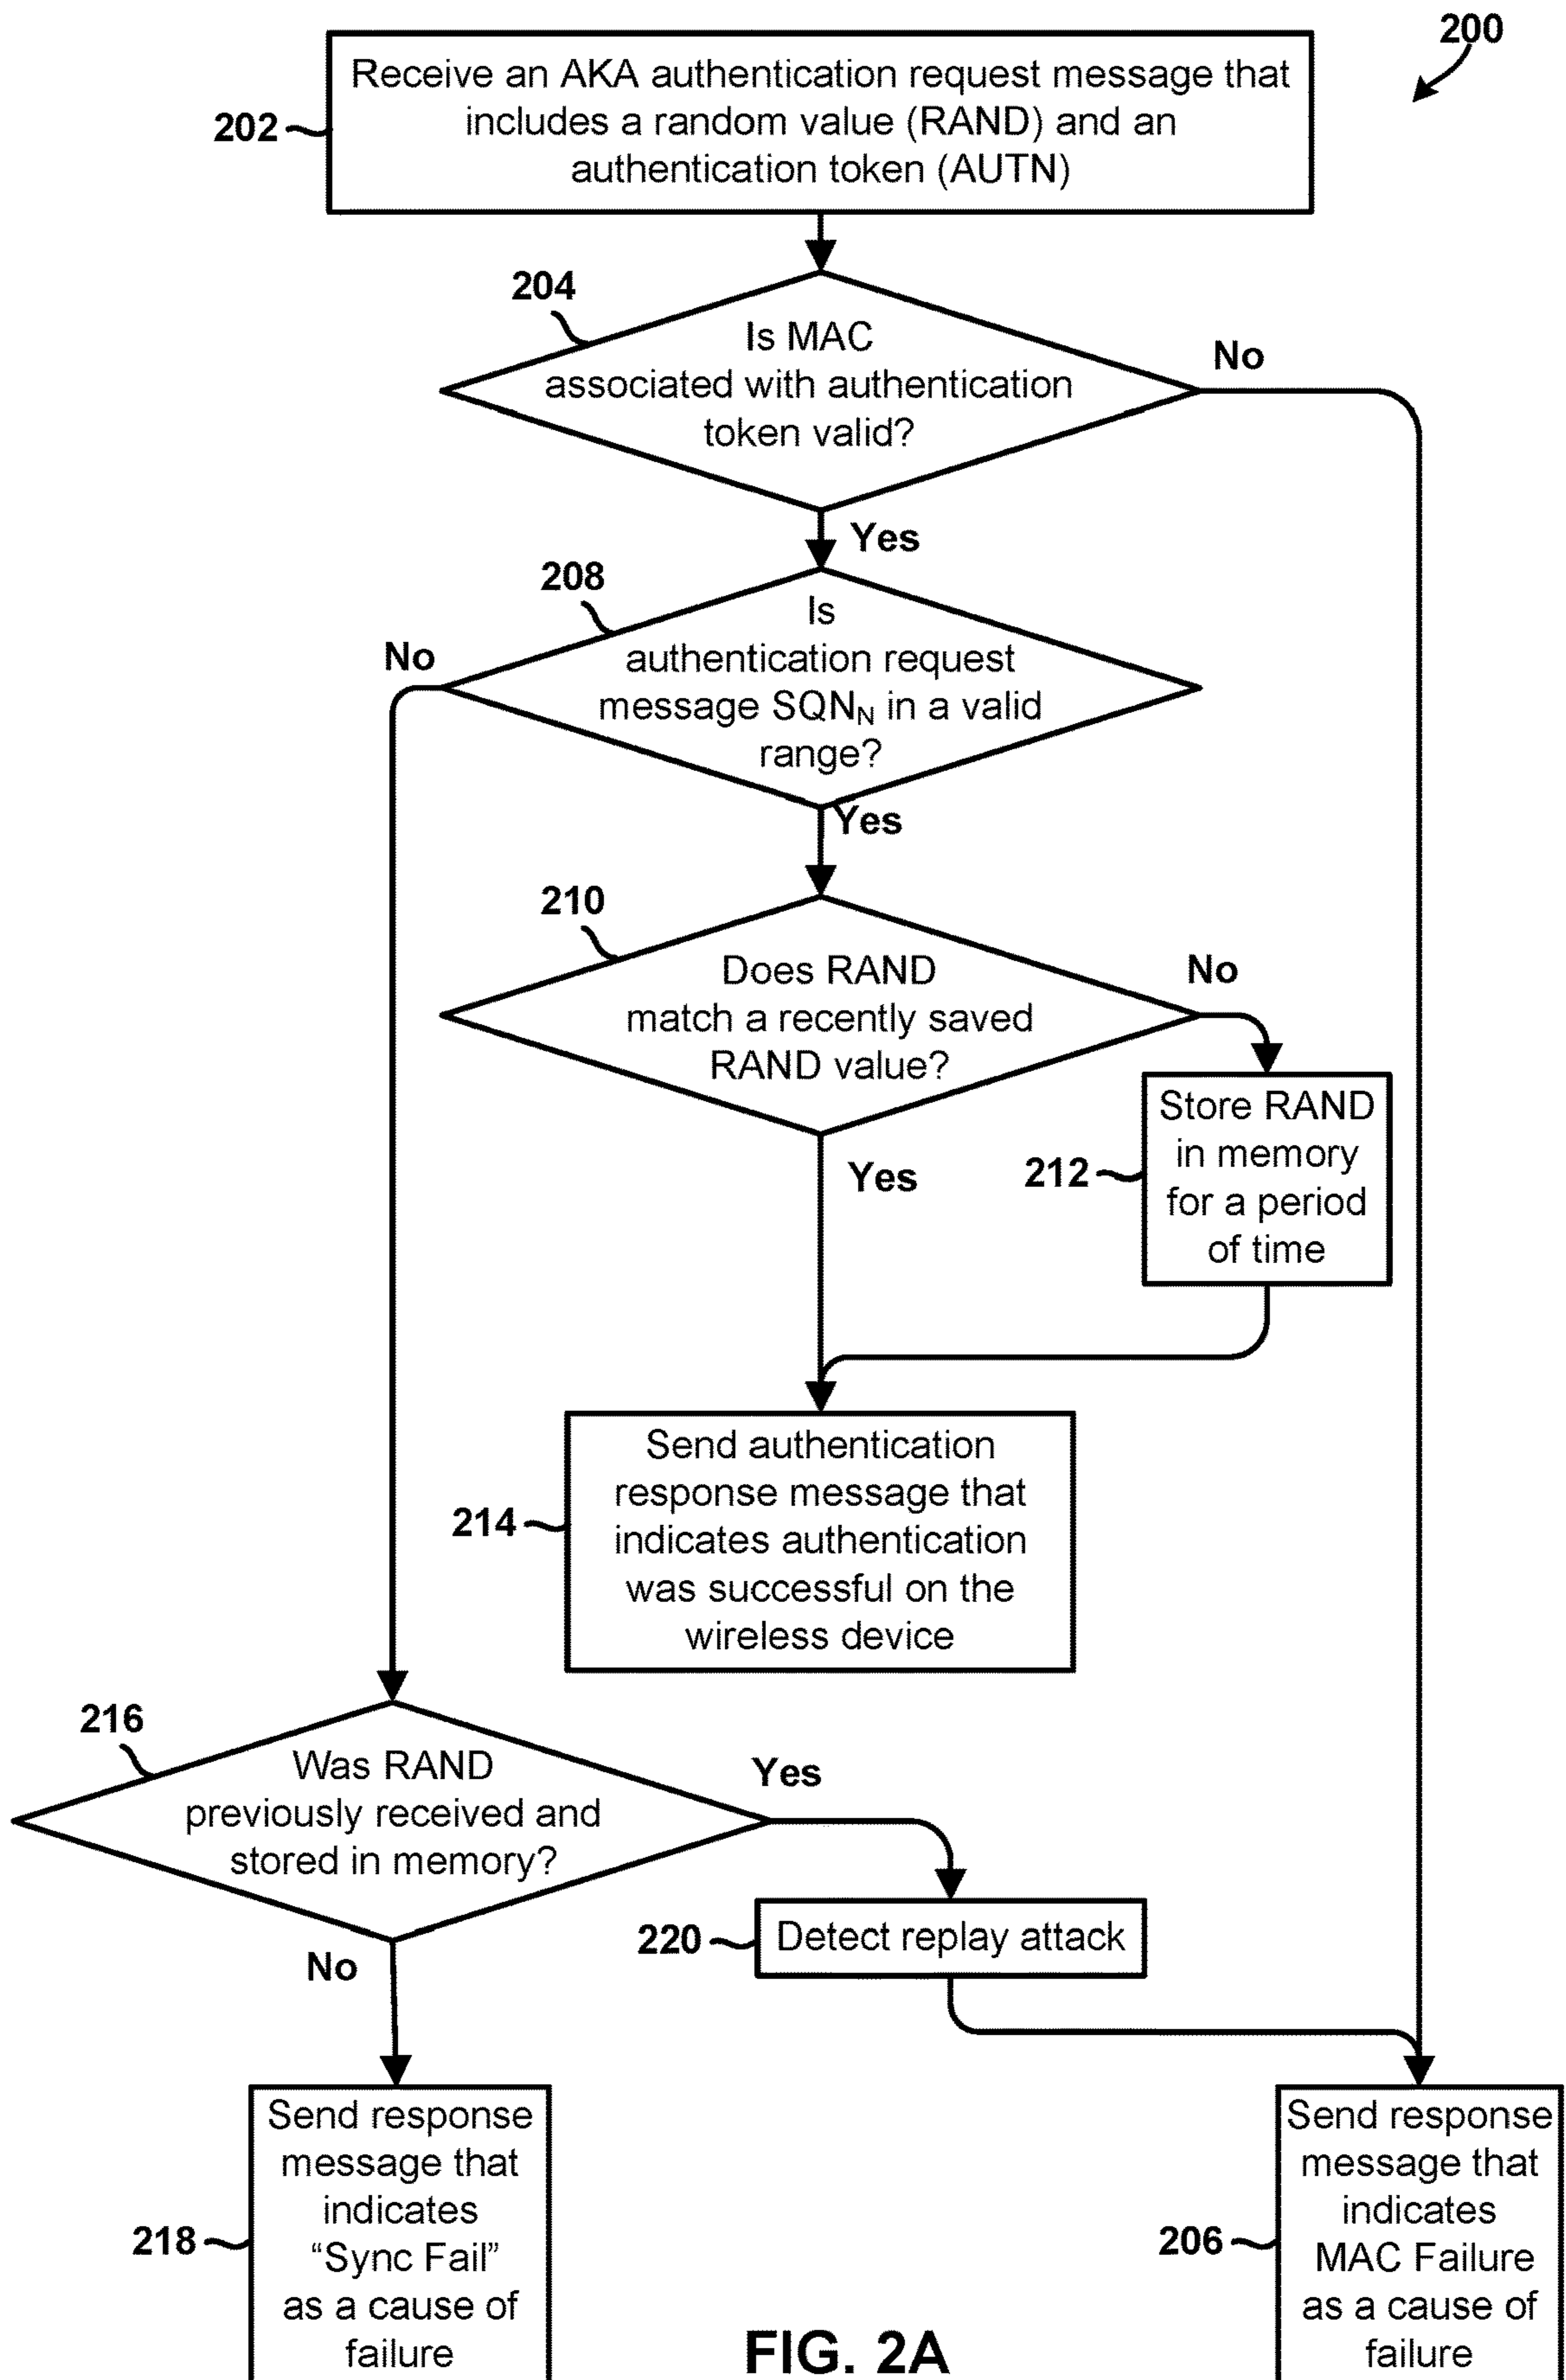 200
Receive an AKA authentication request message that
includes a random value (RAND) and an
authentication token (AUTN)
202
204
Is MAC
associated with authentication
token valid?
No
Yes
208
Is
authentication request
message SQNN in a valid
range?
No
Yes
210
Does RAND
match a recently saved
RAND value?
No
Yes
212
Store RAND
in memory
for a period
of time
214
Send authentication
response message that
indicates authentication
was successful on the
wireless device
216
Was RAND
previously received and
stored in memory?
Yes
No
220
Detect replay attack
218
Send response
message that
indicates
“Sync Fail”
as a cause of
failure
206
Send response
message that
indicates
MAC Failure
as a cause of
failure
FIG. 2A